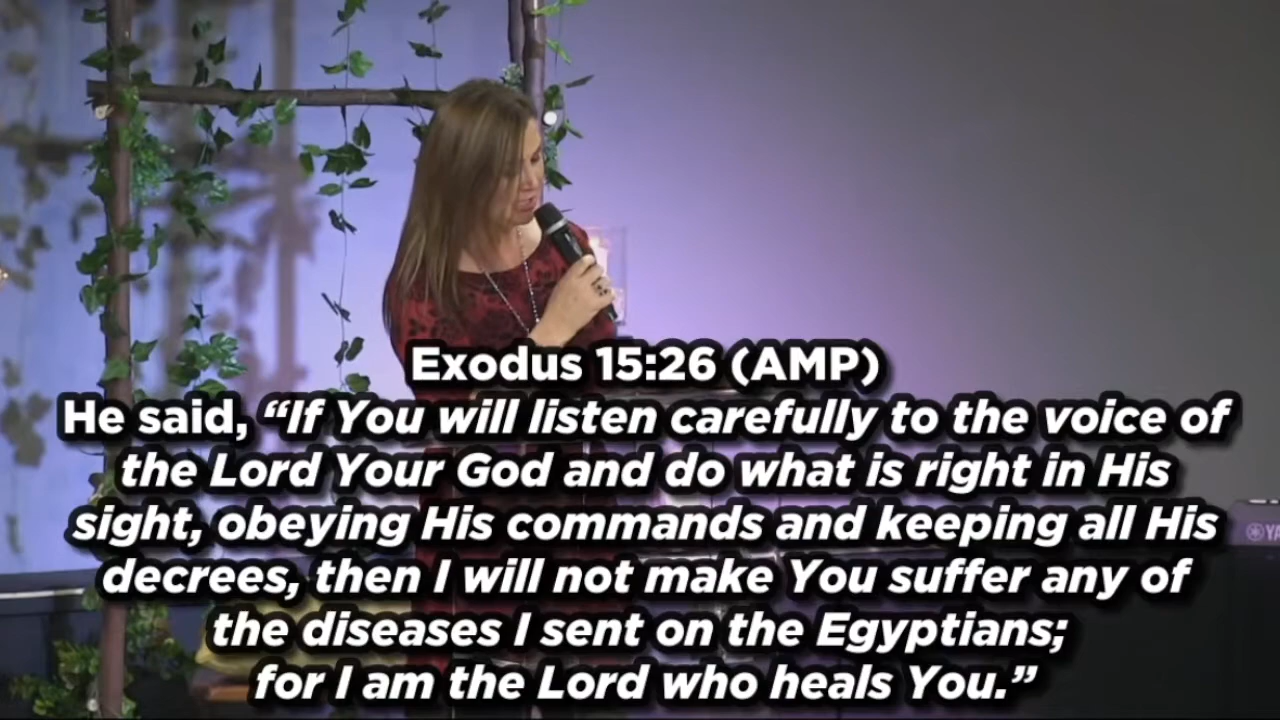 Exodus 15:26 (AMP)
He said, “If You will listen carefully to the voice of
the Lord Your God and do what is right in His
sight, obeying His commands and keeping all His
decrees, then I will not make You suffer any of
the diseases I sent on the Egyptians;
for I am the Lord who heals You.”